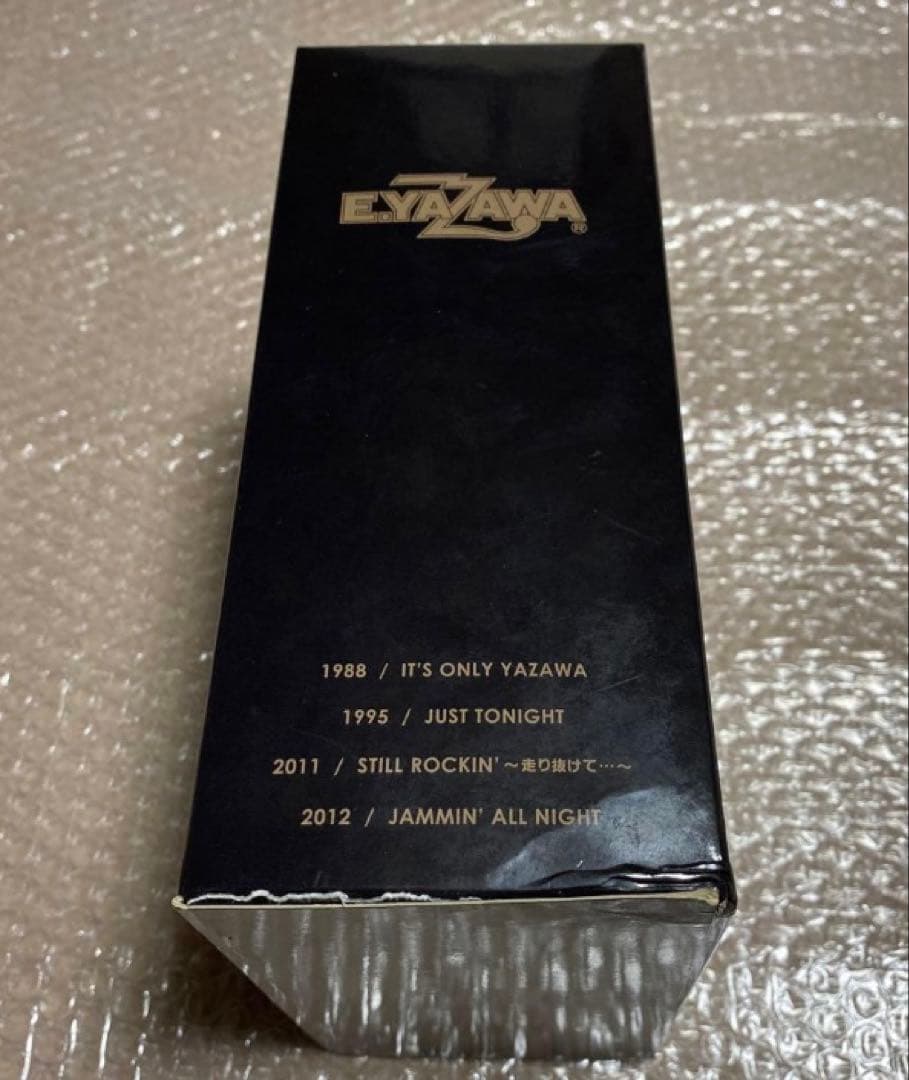 E.YAZAWA®
1988 / IT'S ONLY YAZAWA
1995 / JUST TONIGHT
2011 / STILL ROCKIN' ～走り抜けて…～
2012 / JAMMIN' ALL NIGHT